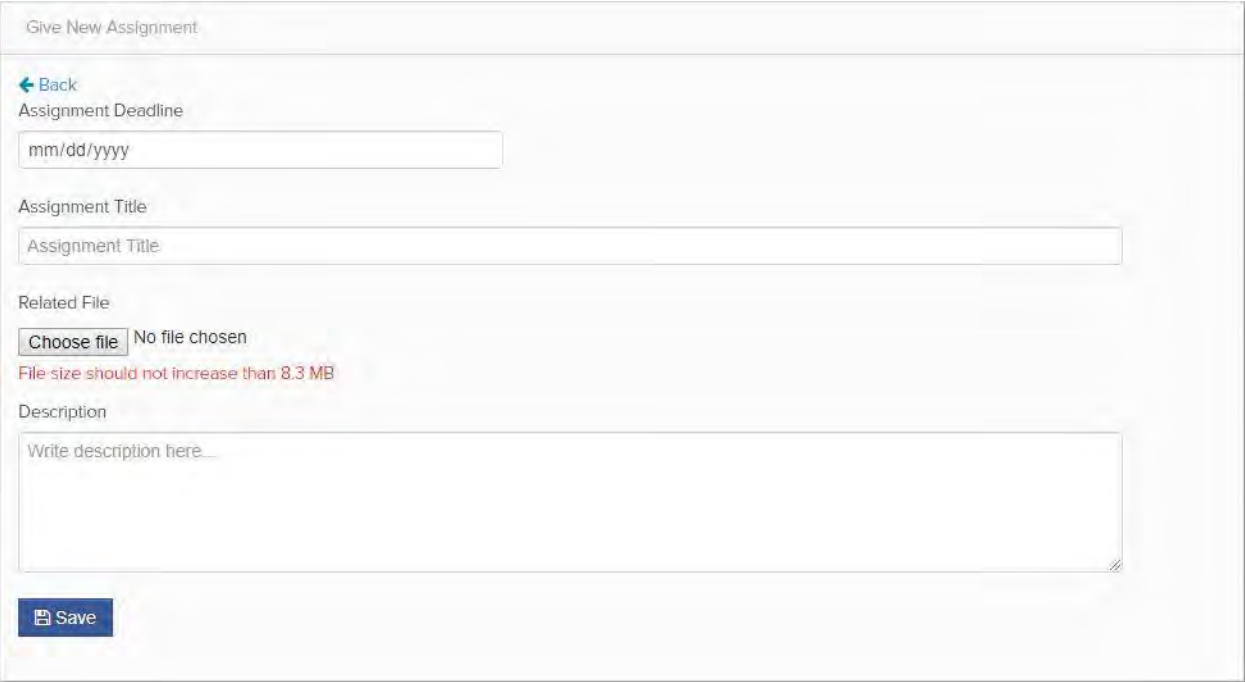 Give New Assignment
Back
Assignment Deadline
mm/dd/yyyy
Assignment Title
Assignment Title
Related File
Choose file No file chosen
File size should not increase than 8.3 MB
Description
Write description here...
Save